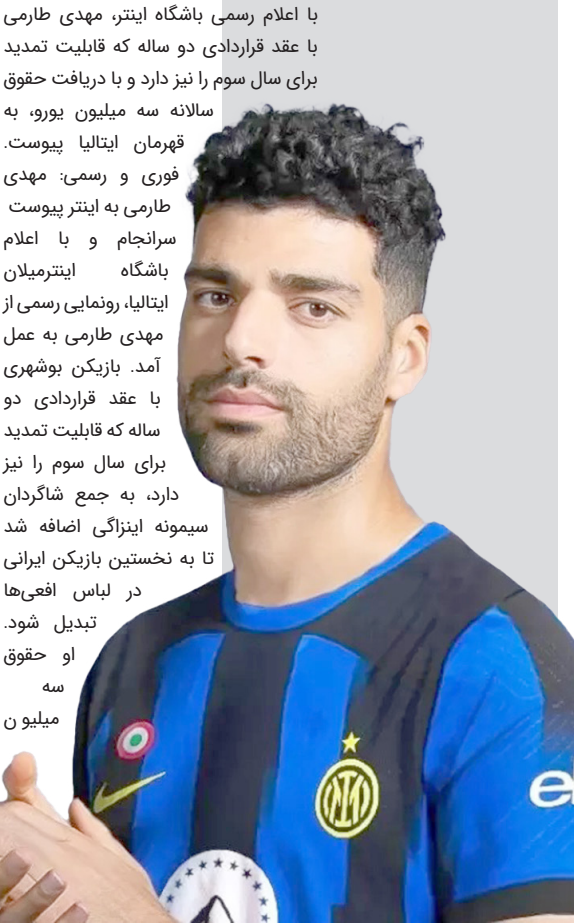 با اعلام رسمی باشگاه اینتر، مهدی طارمی
با عقد قراردادی دو ساله که قابلیت تمدید
برای سال سوم را نیز دارد و با دریافت حقوق
سالانه سه میلیون یورو، به
قهرمان ایتالیا پیوست.
فوری و رسمی: مهدی
طارمی به اینتر پیوست
سرانجام و با اعلام
باشگاه اینترمیلان
ایتالیا، رونمایی رسمی از
مهدی طارمی به عمل
آمد. بازیکن بوشهری
با عقد قراردادی دو
ساله که قابلیت تمدید
برای سال سوم را نیز
دارد، به جمع شاگردان
سیمونه اینزاگی اضافه شد
تا به نخستین بازیکن ایرانی
در لباس افعی‌ها
تبدیل شود.
او حقوق
سه
میلیو ن